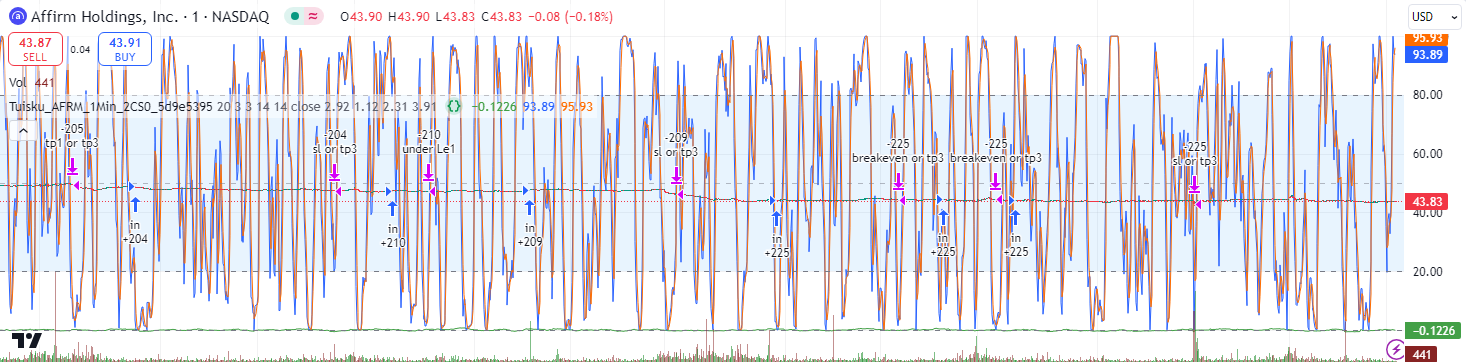 Affirm Holdings, Inc. · 1 · NASDAQ
O43.90 H43.90 L43.83 C43.83 −0.08 (−0.18%)
USD
43.87
SELL
0.04
43.91
BUY
Vol 441
Tuisku_AFRM_1Min_2CS0_5d9e5395 20 3 3 14 14 close 2.92 1.12 2.31 3.91 −0.1226 93.89 95.93
-205
tp1 or tp3
in
+204
-204
sl or tp3
in
+210
-210
under Le1
in
+209
-209
sl or tp3
in
+225
-225
breakeven or tp3
in
+225
-225
breakeven or tp3
in
+225
-225
sl or tp3
95.93
93.89
80.00
60.00
43.83
40.00
20.00
−0.1226
441